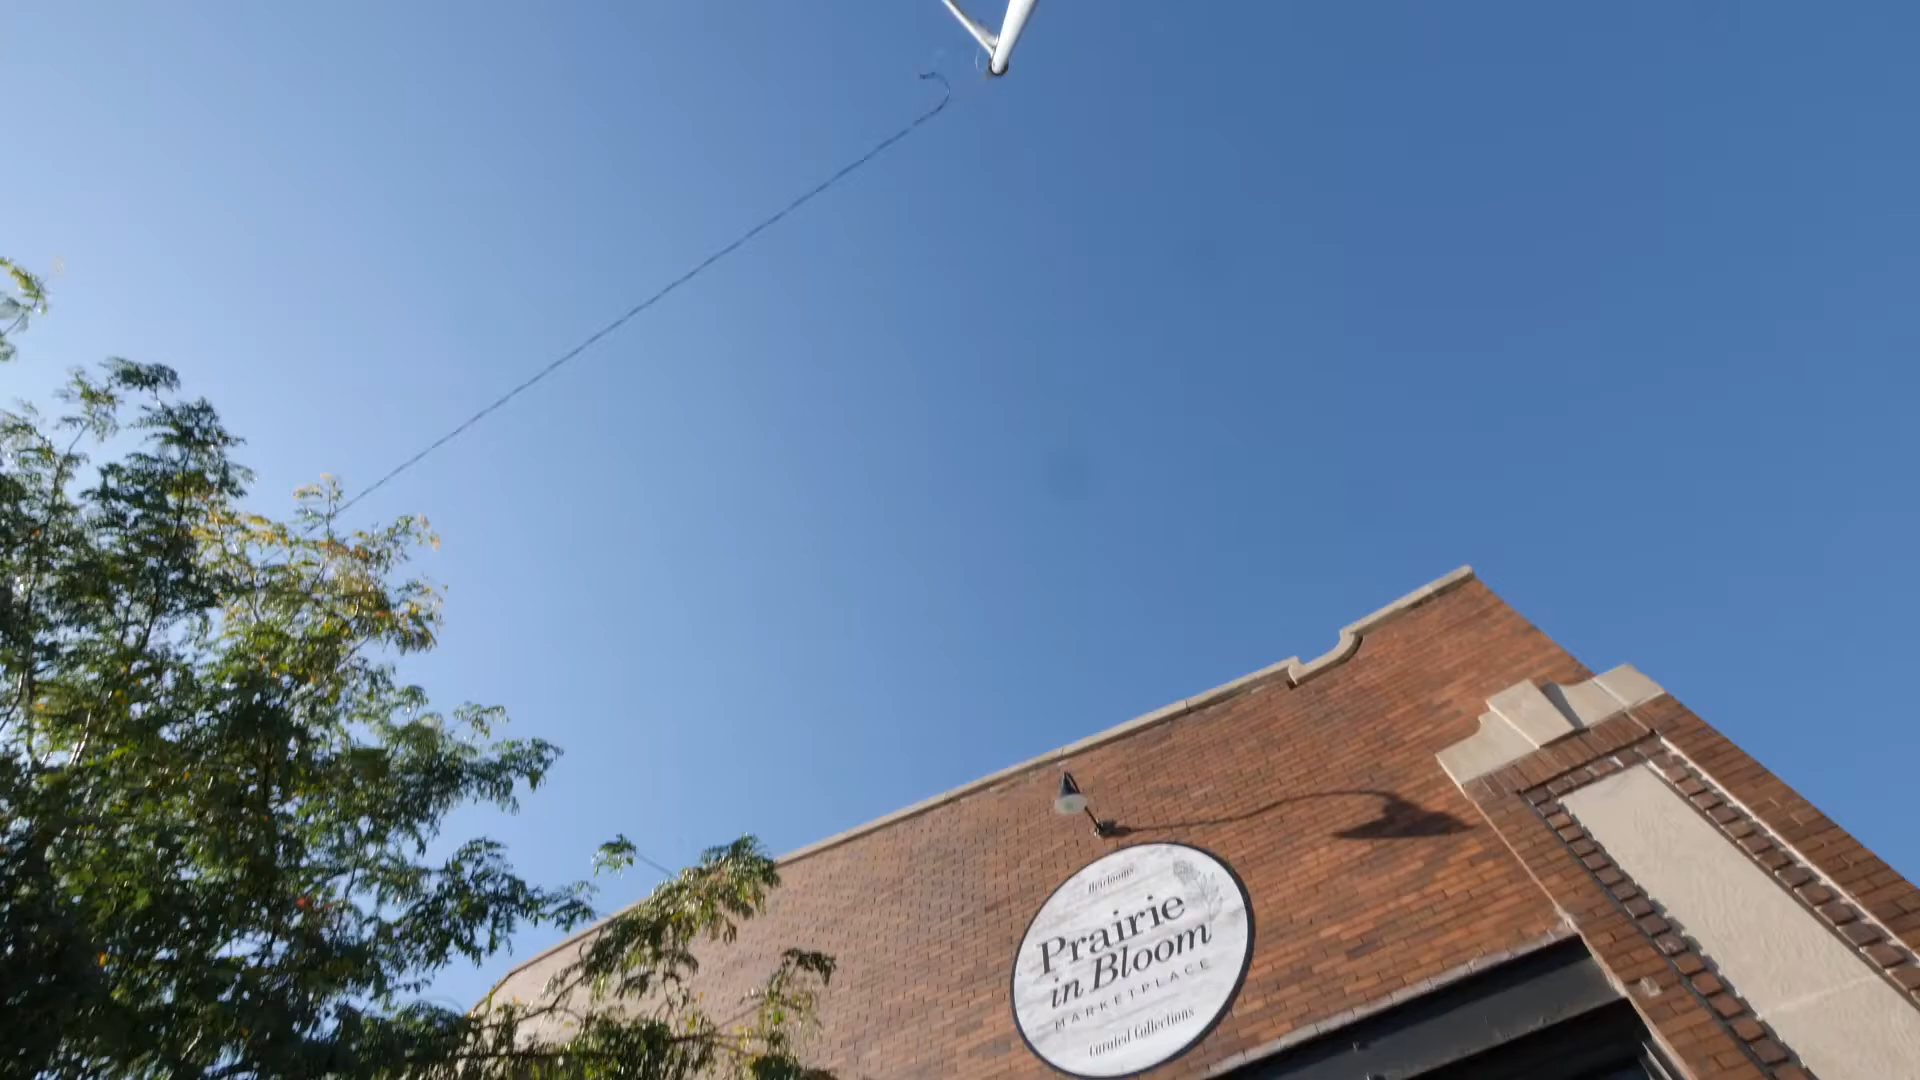 Heirlooms
Prairie
in Bloom
MARKETPLACE
Curated Collections